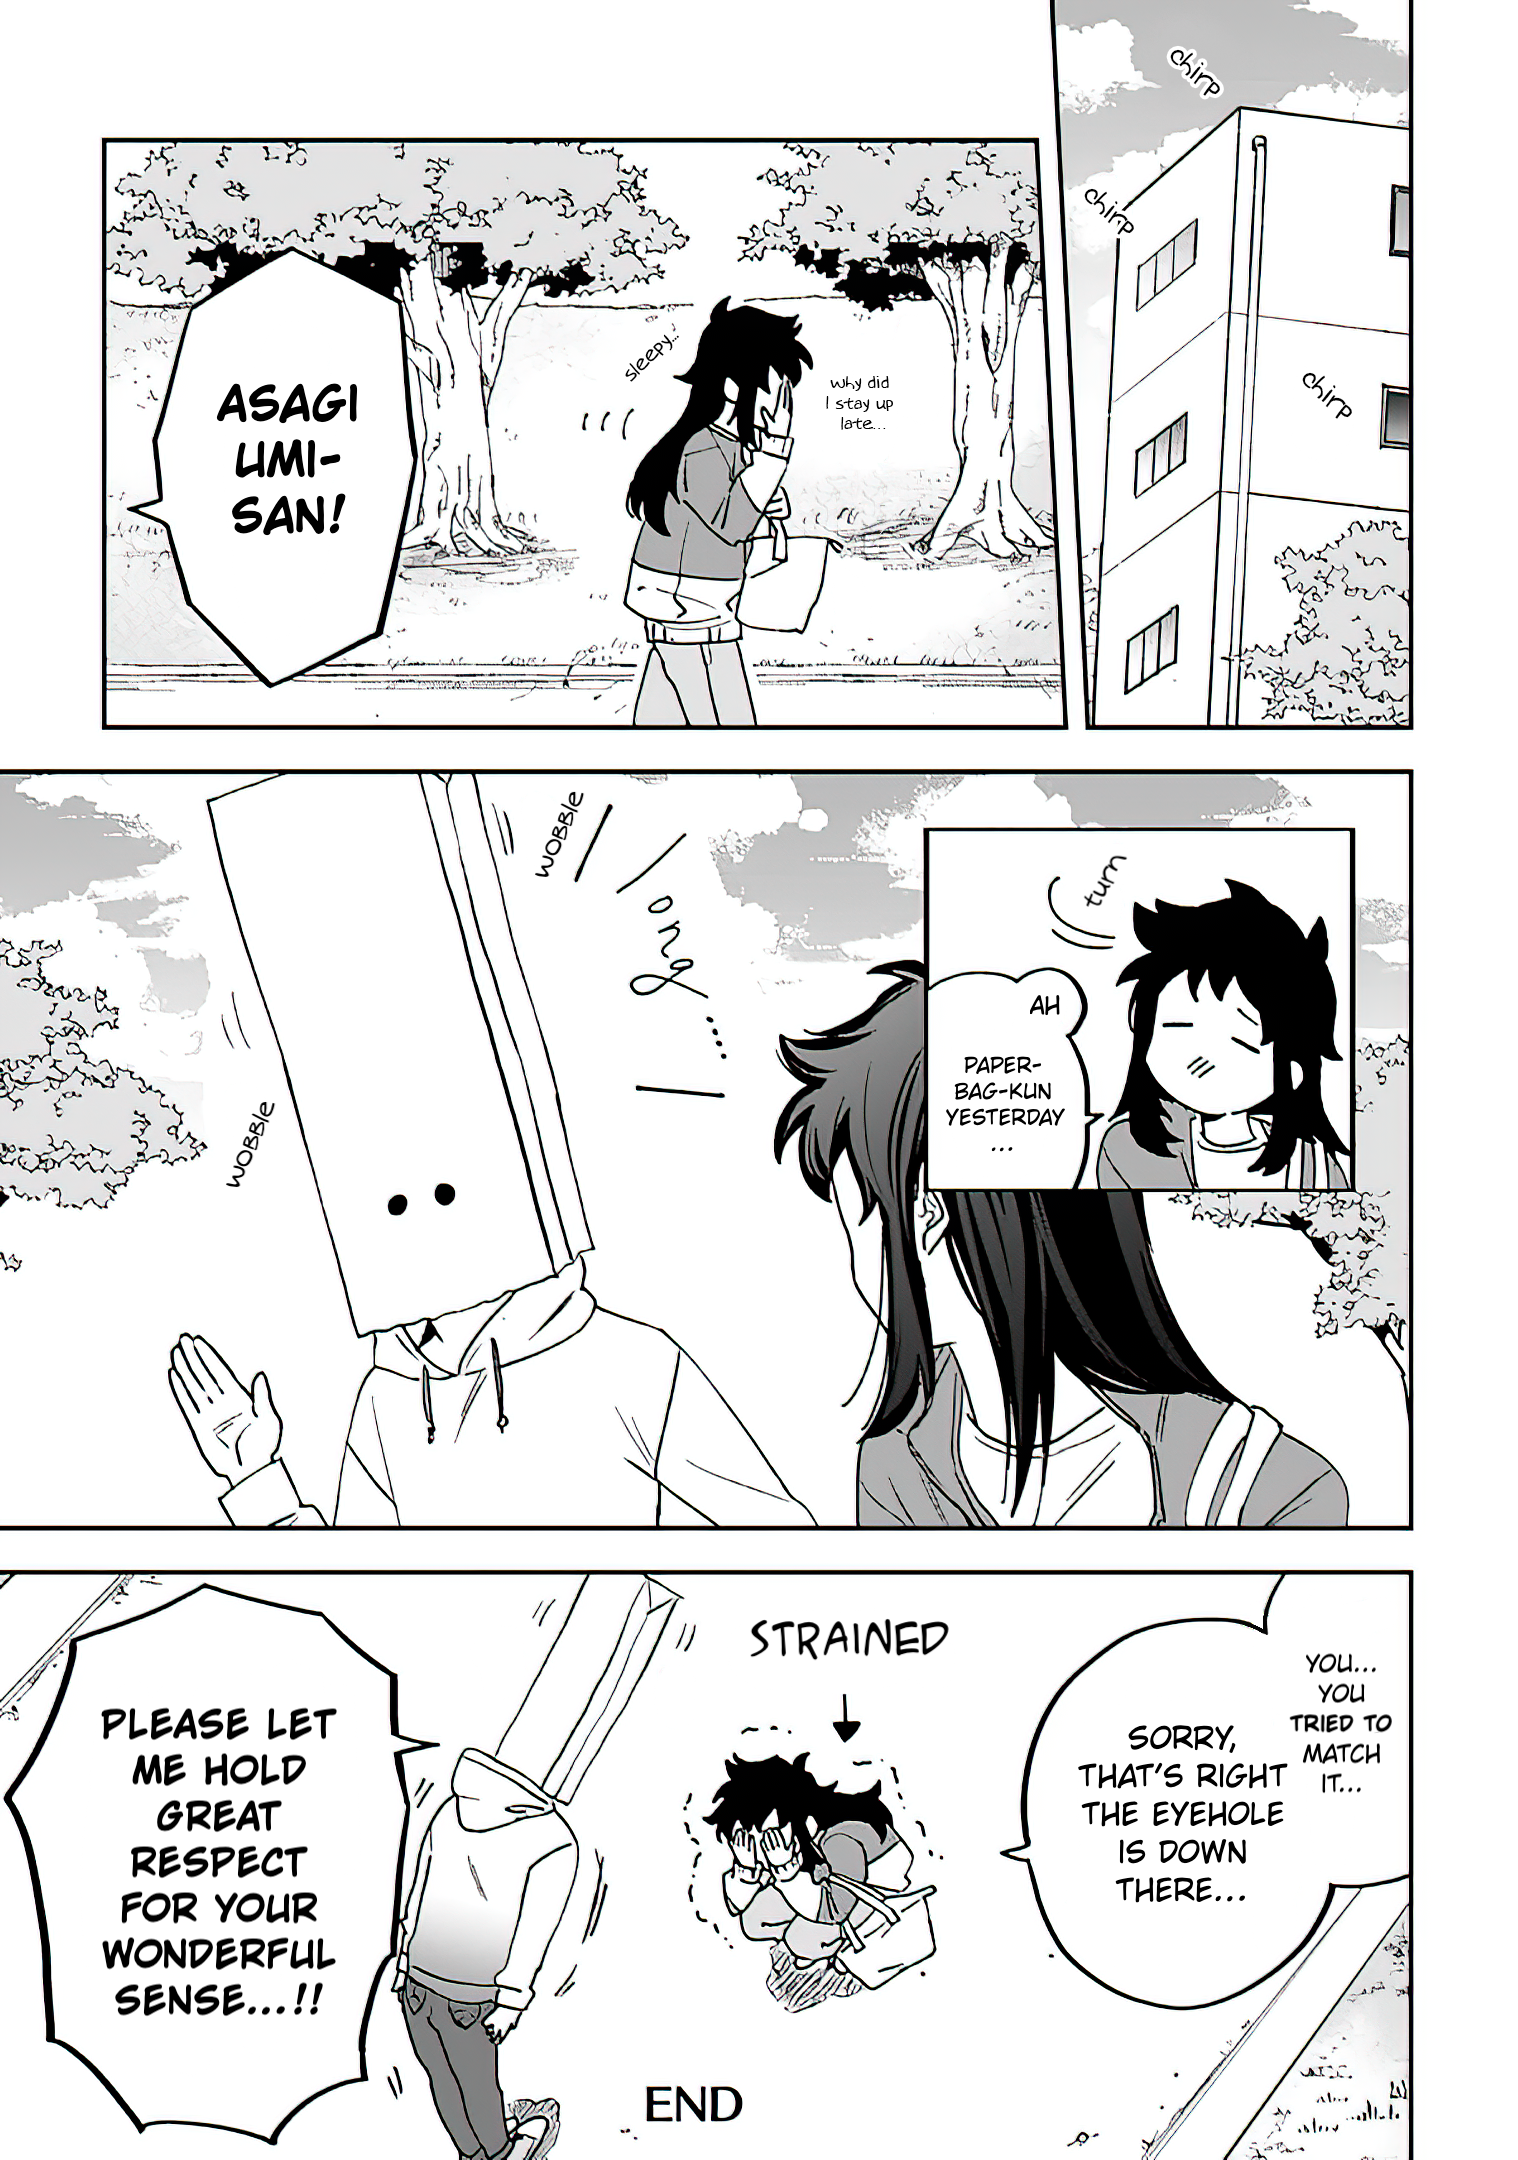 chirp
chirp
chirp
why did
I stay up
late...
sleepy...
ASAGI
UMI-
SAN!
turn
AH
PAPER-
BAG-KUN
YESTERDAY
...
long....
WOBBle
WOBBle
YOU...
YOU
TRIED TO
MATCH
IT...
SORRY,
THAT'S RIGHT
THE EYEHOLE
IS DOWN
THERE...
STRAINED
PLEASE LET
ME HOLD
GREAT
RESPECT
FOR YOUR
WONDERFUL
SENSE...!!
END